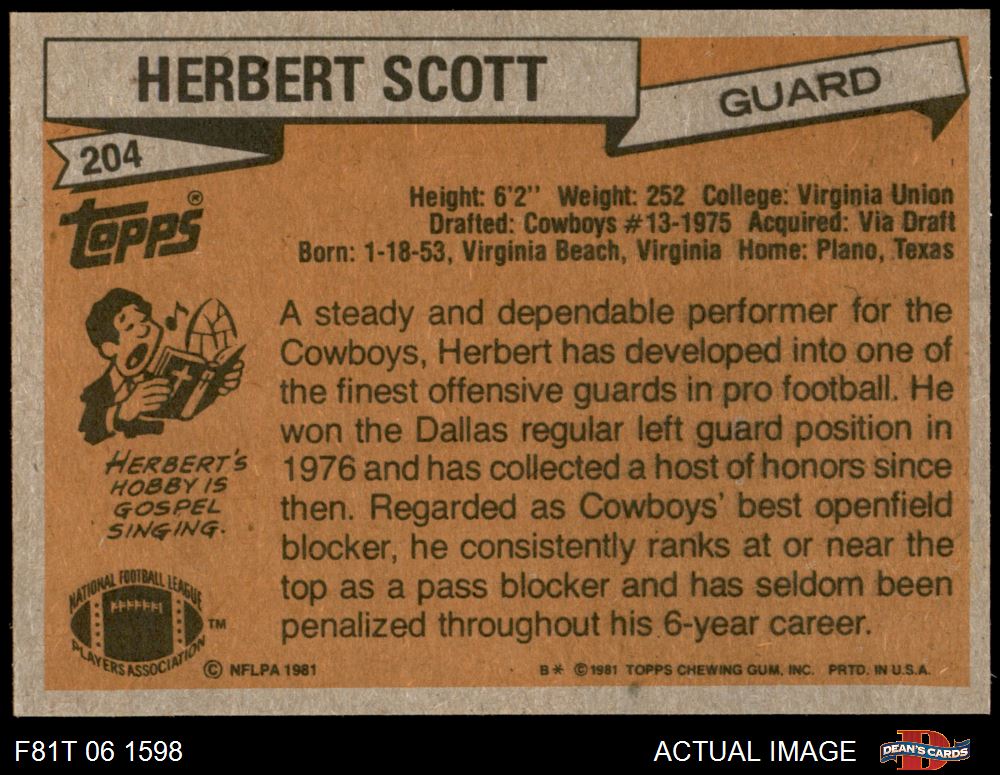 HERBERT SCOTT
GUARD
204
TOPPS®
Height: 6'2" Weight: 252 College: Virginia Union
Drafted: Cowboys #13-1975 Acquired: Via Draft
Born: 1-18-53, Virginia Beach, Virginia Home: Plano, Texas
A steady and dependable performer for the
Cowboys, Herbert has developed into one of
the finest offensive guards in pro football. He
won the Dallas regular left guard position in
1976 and has collected a host of honors since
then. Regarded as Cowboys' best openfield
blocker, he consistently ranks at or near the
top as a pass blocker and has seldom been
penalized throughout his 6-year career.
HERBERT'S
HOBBY IS
GOSPEL
SINGING.
NATIONAL FOOTBALL LEAGUE
PLAYERS ASSOCIATION
TM
© NFLPA 1981
B* © 1981 TOPPS CHEWING GUM, INC. PRTD. IN U.S.A.
F81T 06 1598
ACTUAL IMAGE
D
DEAN'S CARDS